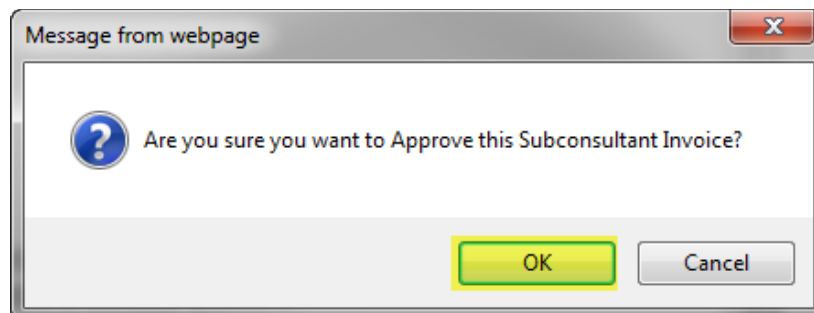 Message from webpage
Are you sure you want to Approve this Subconsultant Invoice?
OK
Cancel